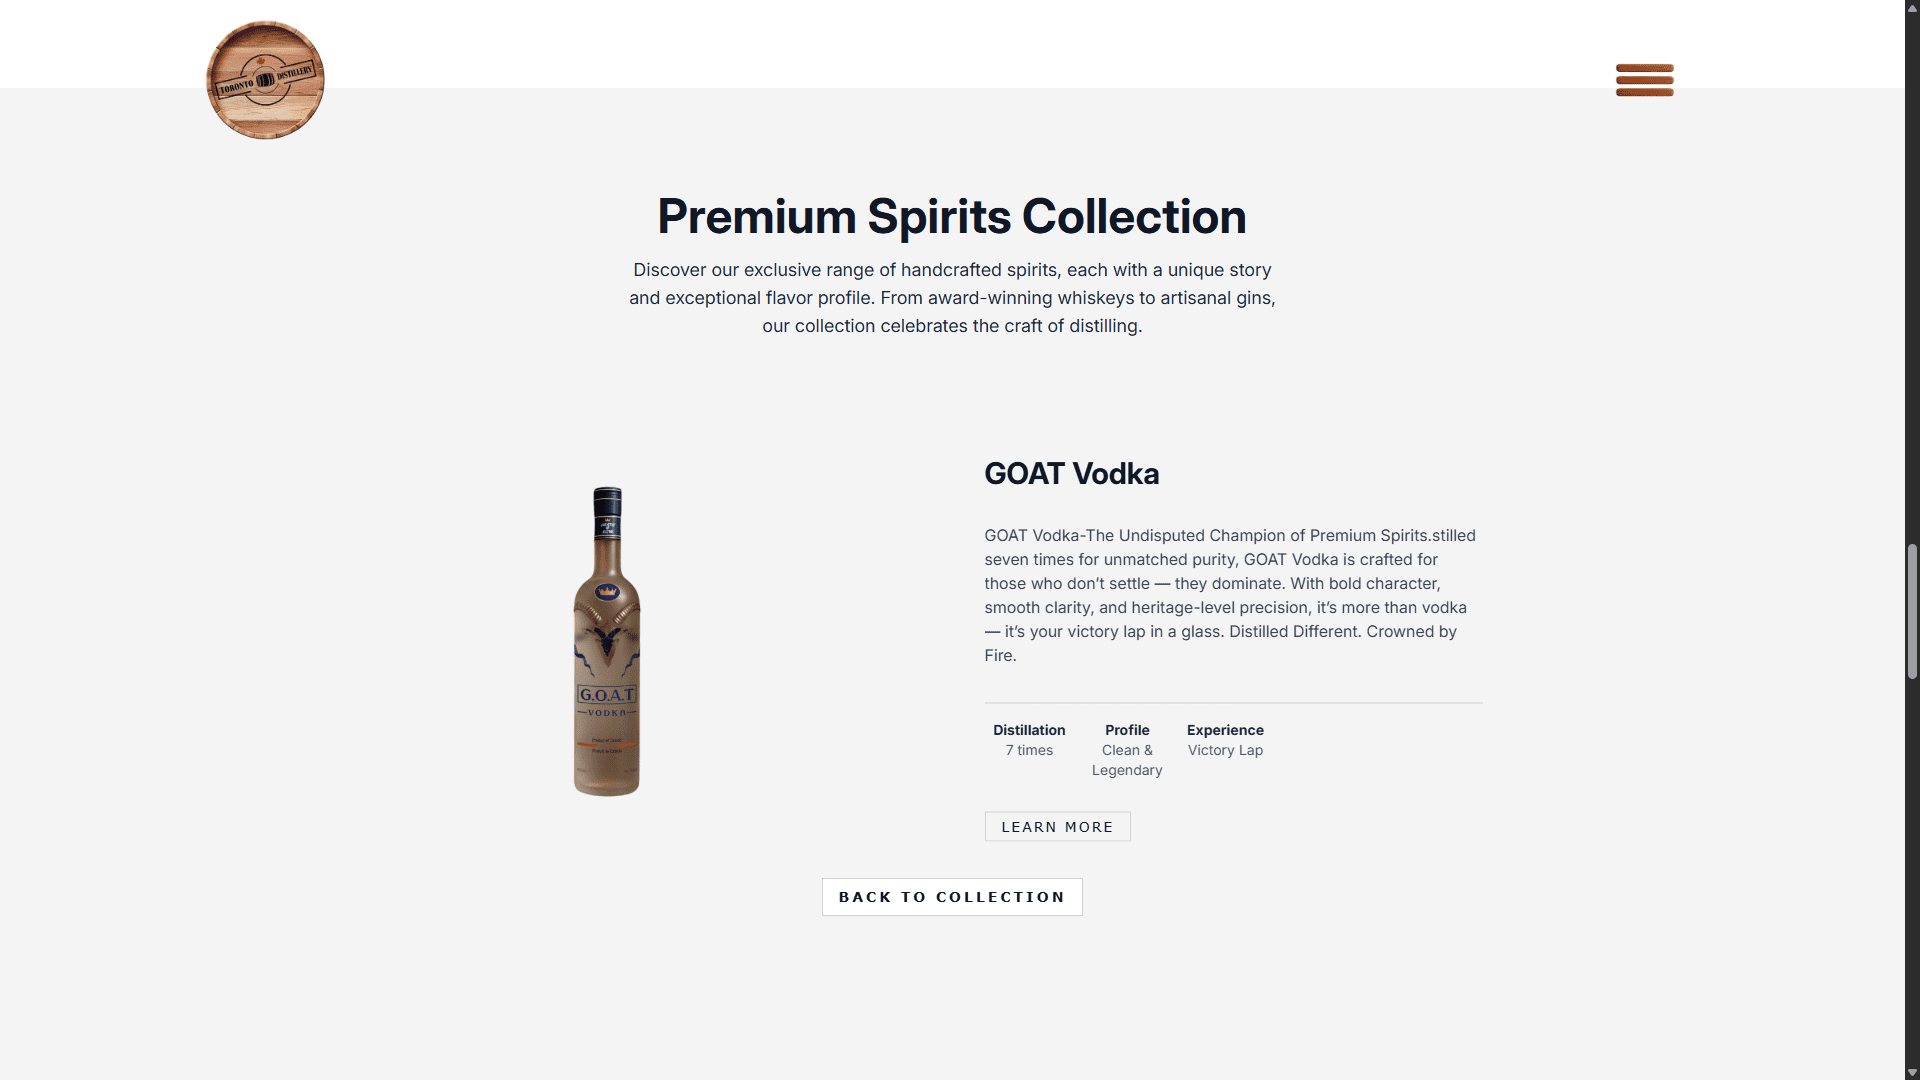 TORONTO DISTILLERY
Premium Spirits Collection
Discover our exclusive range of handcrafted spirits, each with a unique story
and exceptional flavor profile. From award-winning whiskeys to artisanal gins,
our collection celebrates the craft of distilling.
GOAT Vodka
GOAT Vodka-The Undisputed Champion of Premium Spirits.stilled
seven times for unmatched purity, GOAT Vodka is crafted for
those who don’t settle — they dominate. With bold character,
smooth clarity, and heritage-level precision, it’s more than vodka
— it’s your victory lap in a glass. Distilled Different. Crowned by
Fire.
G.O.A.T
VODKA
Distillation
7 times
Profile
Clean &
Legendary
Experience
Victory Lap
LEARN MORE
BACK TO COLLECTION